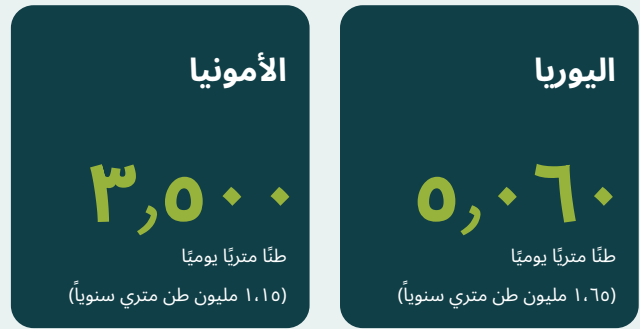 اليوريا
٥٫٠٦٠
طنًا متريًا يوميًا
(١،٦٥ مليون طن متري سنوياً)
الأمونيا
٣٫٥٠٠
طنًا متريًا يوميًا
(١،١٥ مليون طن متري سنوياً)